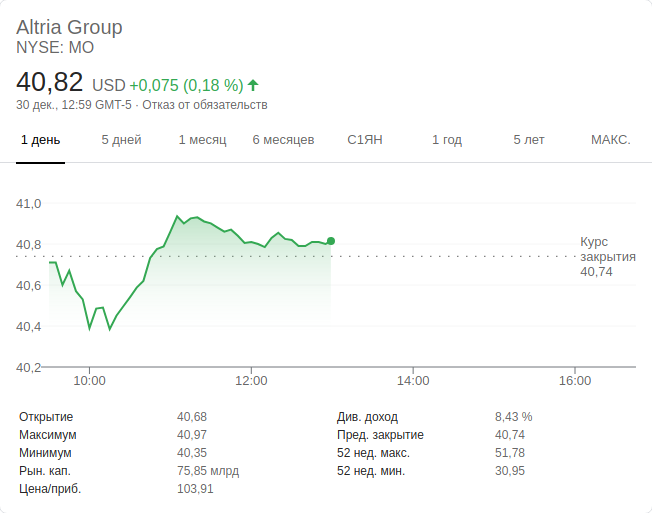 Altria Group
NYSE: MO
40,82 USD +0,075 (0,18 %)
30 дек., 12:59 GMT-5 · Отказ от обязательств
1 день 5 дней 1 месяц 6 месяцев С1ЯН 1 год 5 лет МАКС.
41,0
40,8
40,6
40,4
40,2
Курс
закрытия
40,74
10:00 12:00 14:00 16:00
Открытие 40,68
Максимум 40,97
Минимум 40,35
Рын. кап. 75,85 млрд
Цена/приб. 103,91
Див. доход 8,43 %
Пред. закрытие 40,74
52 нед. макс. 51,78
52 нед. мин. 30,95